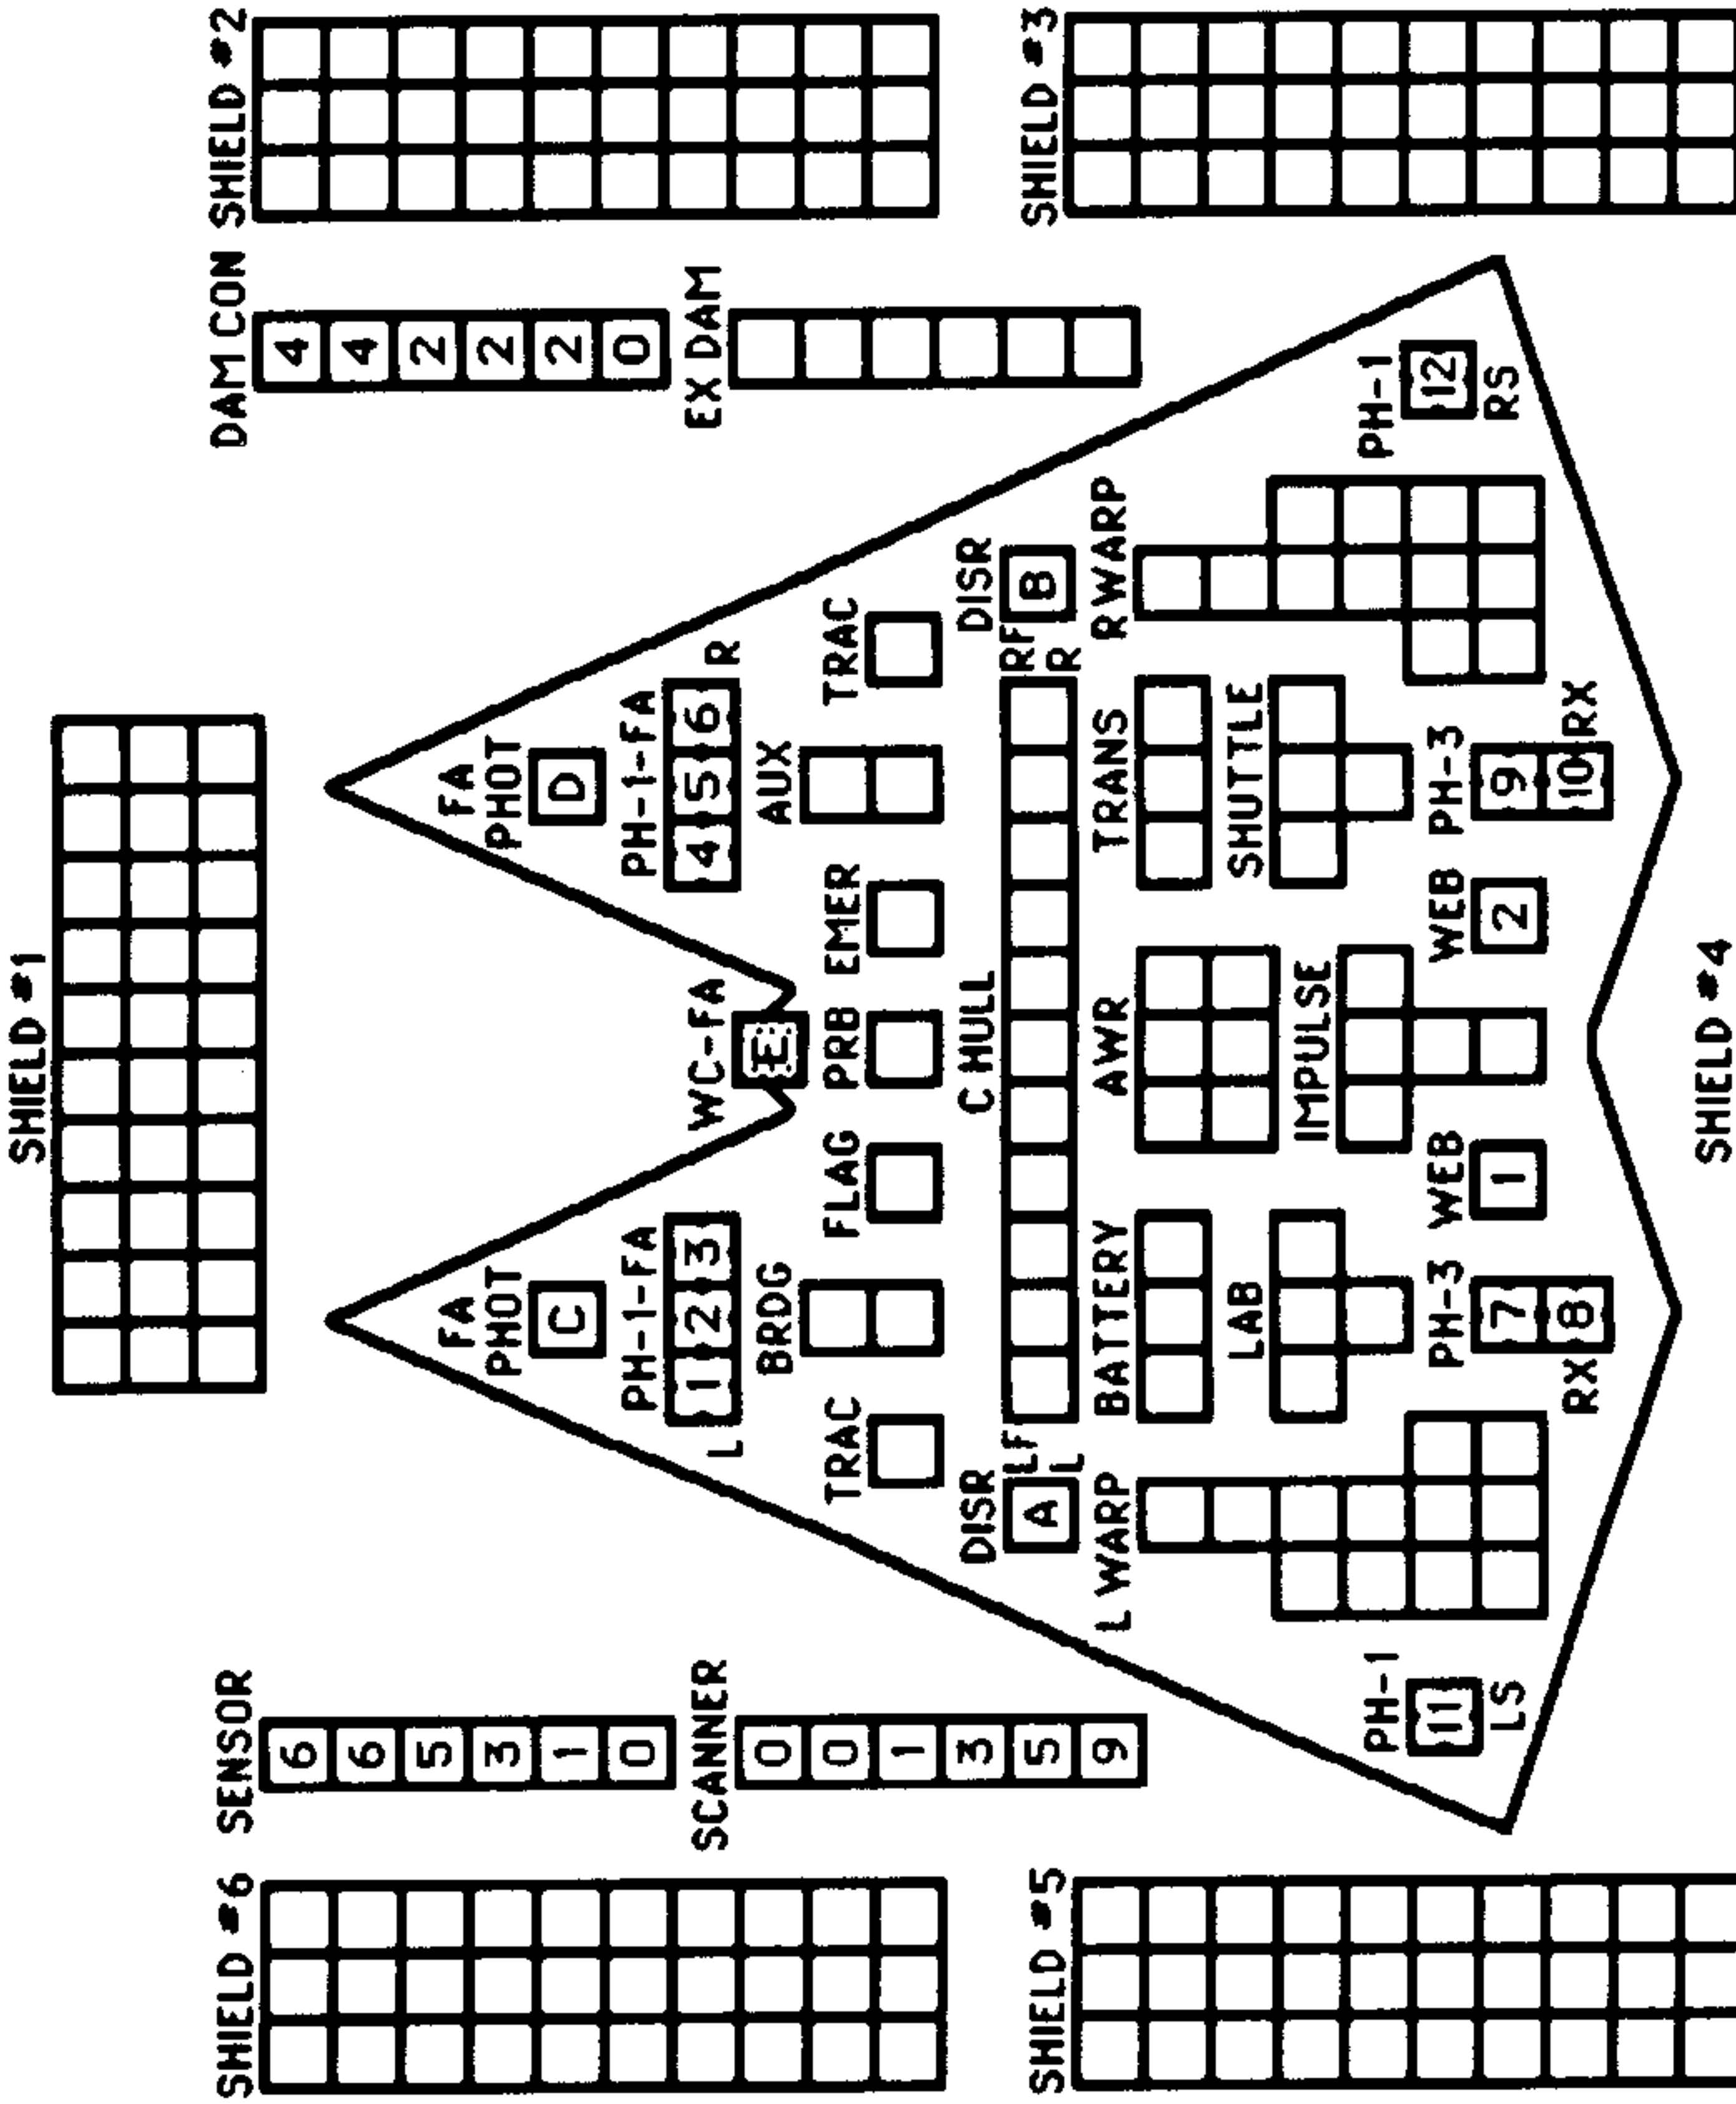 SHIELD #1
SHIELD #6
SENSOR
6
6
5
3
1
0
SCANNER
0
0
1
3
5
9
DAM CON
4
4
2
2
2
0
EX DAM
SHIELD #2
FA
PHOT
C
FA
PHOT
D
PH-1-FA
1 2 3
L
PH-1-FA
4 5 6
R
WC-FA
E
TRAC
BRDG
FLAG
PRB
EMER
AUX
TRAC
DISR
A
LF
L
C HULL
DISR
RF
R
B
SHIELD #5
SHIELD #3
L WARP
BATTERY
AWR
TRANS
RWARP
LAB
IMPULSE
SHUTTLE
PH-1
11
LS
PH-3
7
8
RX
WEB
1
WEB
2
PH-3
9
10
RX
PH-1
12
RS
SHIELD #4